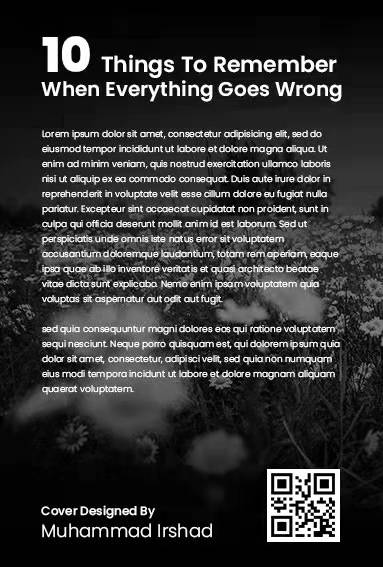 10 Things To Remember
When Everything Goes Wrong
Lorem ipsum dolor sit amet, consectetur adipisicing elit, sed do
eiusmod tempor incididunt ut labore et dolore magna aliqua. Ut
enim ad minim veniam, quis nostrud exercitation ullamco laboris
nisi ut aliquip ex ea commodo consequat. Duis aute irure dolor in
reprehenderit in voluptate velit esse cillum dolore eu fugiat nulla
pariatur. Excepteur sint occaecat cupidatat non proident, sunt in
culpa qui officia deserunt mollit anim id est laborum. Sed ut
perspiciatis unde omnis iste natus error sit voluptatem
accusantium doloremque laudantium, totam rem aperiam, eaque
ipsa quae ab illo inventore veritatis et quasi architecto beatae
vitae dicta sunt explicabo. Nemo enim ipsam voluptatem quia
voluptas sit aspernatur aut odit aut fugit.
sed quia consequuntur magni dolores eos qui ratione voluptatem
sequi nesciunt. Neque porro quisquam est, qui dolorem ipsum quia
dolor sit amet, consectetur, adipisci velit, sed quia non numquam
eius modi tempora incidunt ut labore et dolore magnam aliquam
quaerat voluptatem.
Cover Designed By
Muhammad Irshad